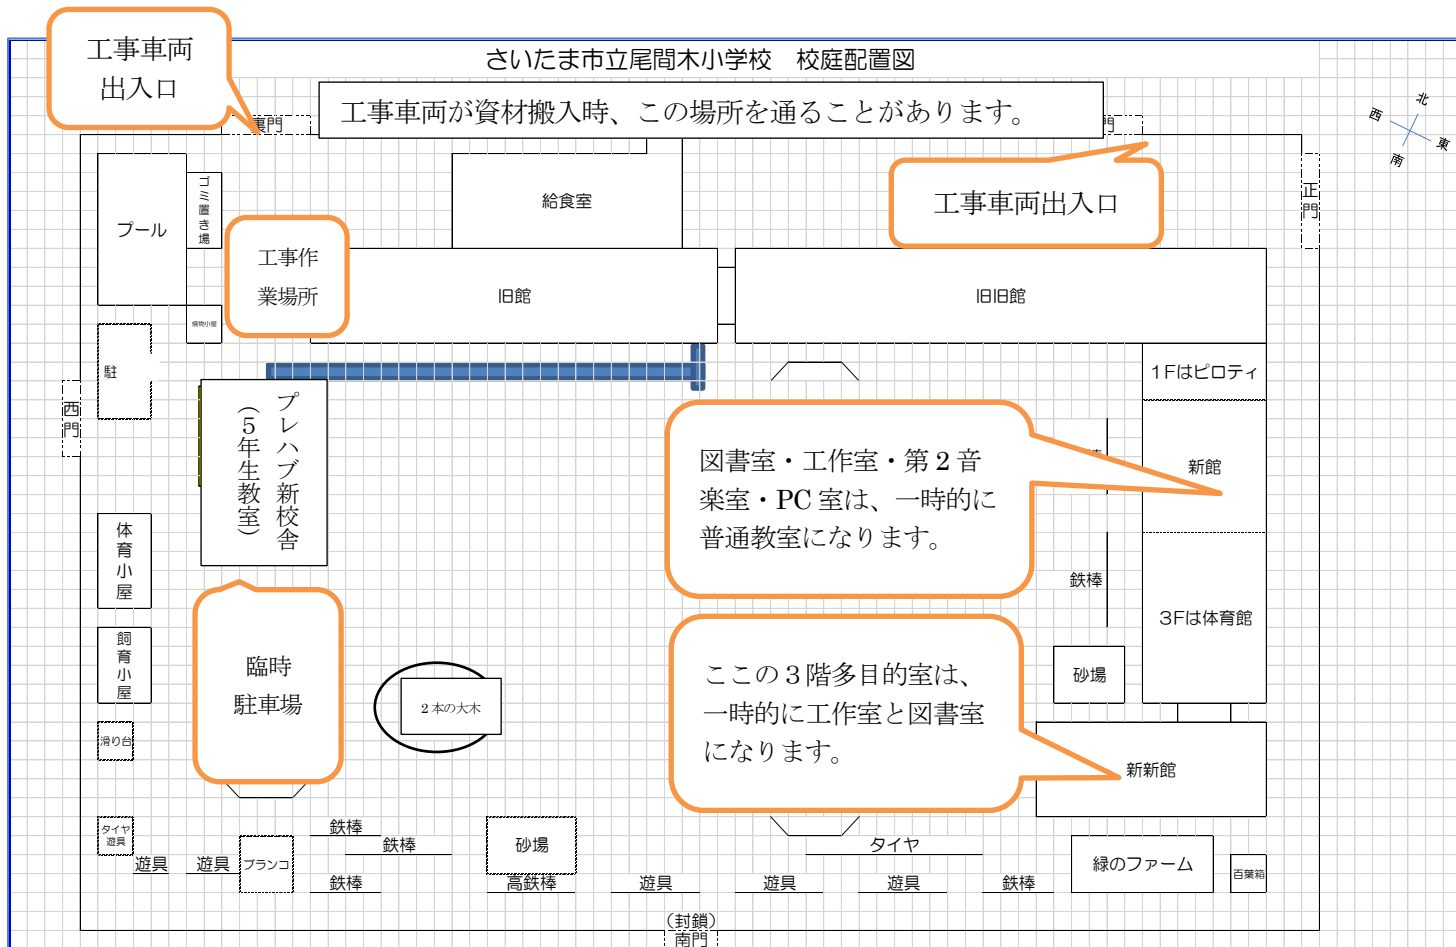 工事車両
出入口
さいたま市立尾間木小学校　校庭配置図
工事車両が資材搬入時、この場所を通ることがあります。
裏門
門
北
西
東
南
工事車両出入口
正門
プール
ゴミ置き場
給食室
工事作
業場所
旧館
旧旧館
焼物小屋
駐
西門
1Fはピロティ
プレハブ新校舎
（5年生教室）
図書室・工作室・第2音
楽室・PC室は、一時的に
普通教室になります。
新館
体育小屋
鉄棒
3Fは体育館
飼育小屋
臨時
駐車場
2本の大木
ここの3階多目的室は、
一時的に工作室と図書室
になります。
砂場
滑り台
新新館
タイヤ
遊具
遊具
遊具
ブランコ
鉄棒
鉄棒
鉄棒
砂場
高鉄棒
遊具
遊具
タイヤ
遊具
鉄棒
緑のファーム
百葉箱
（封鎖）
南門